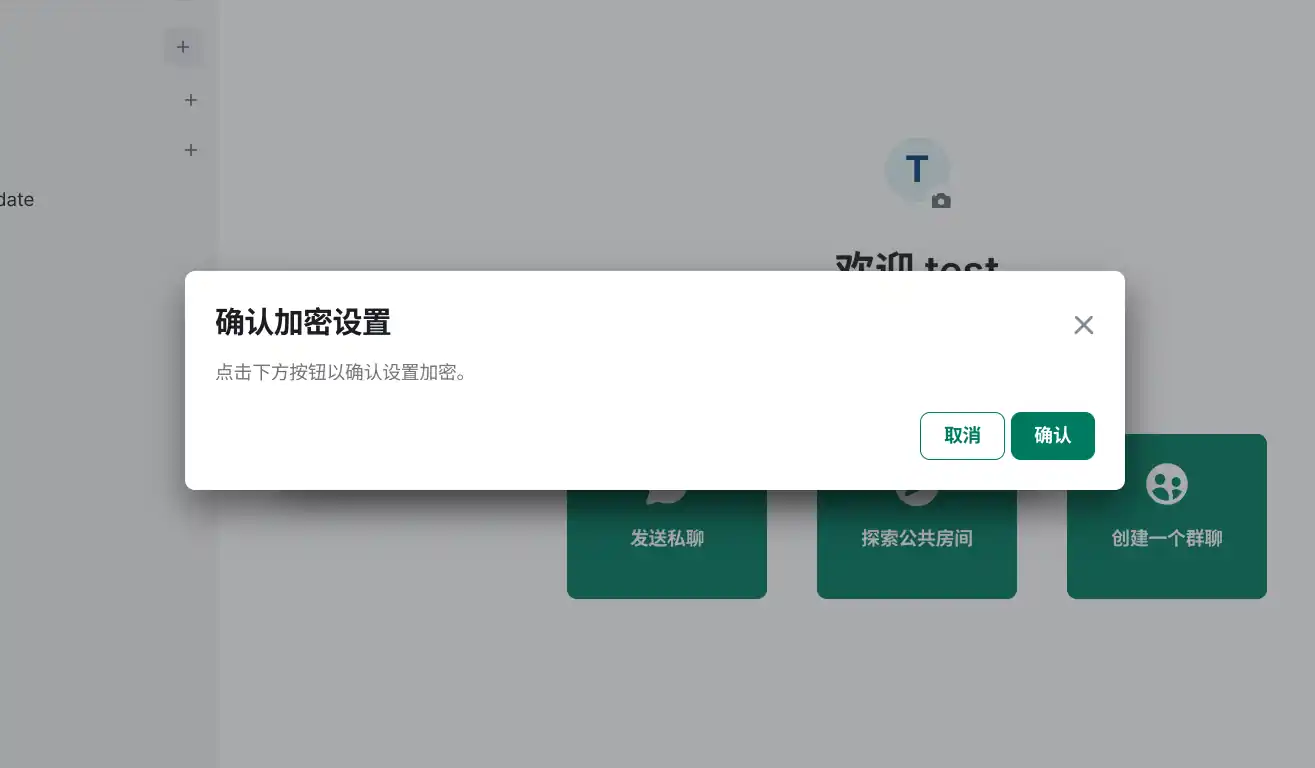 date
T
欢迎 test
确认加密设置
点击下方按钮以确认设置加密。
取消
确认
发送私聊
探索公共房间
创建一个群聊